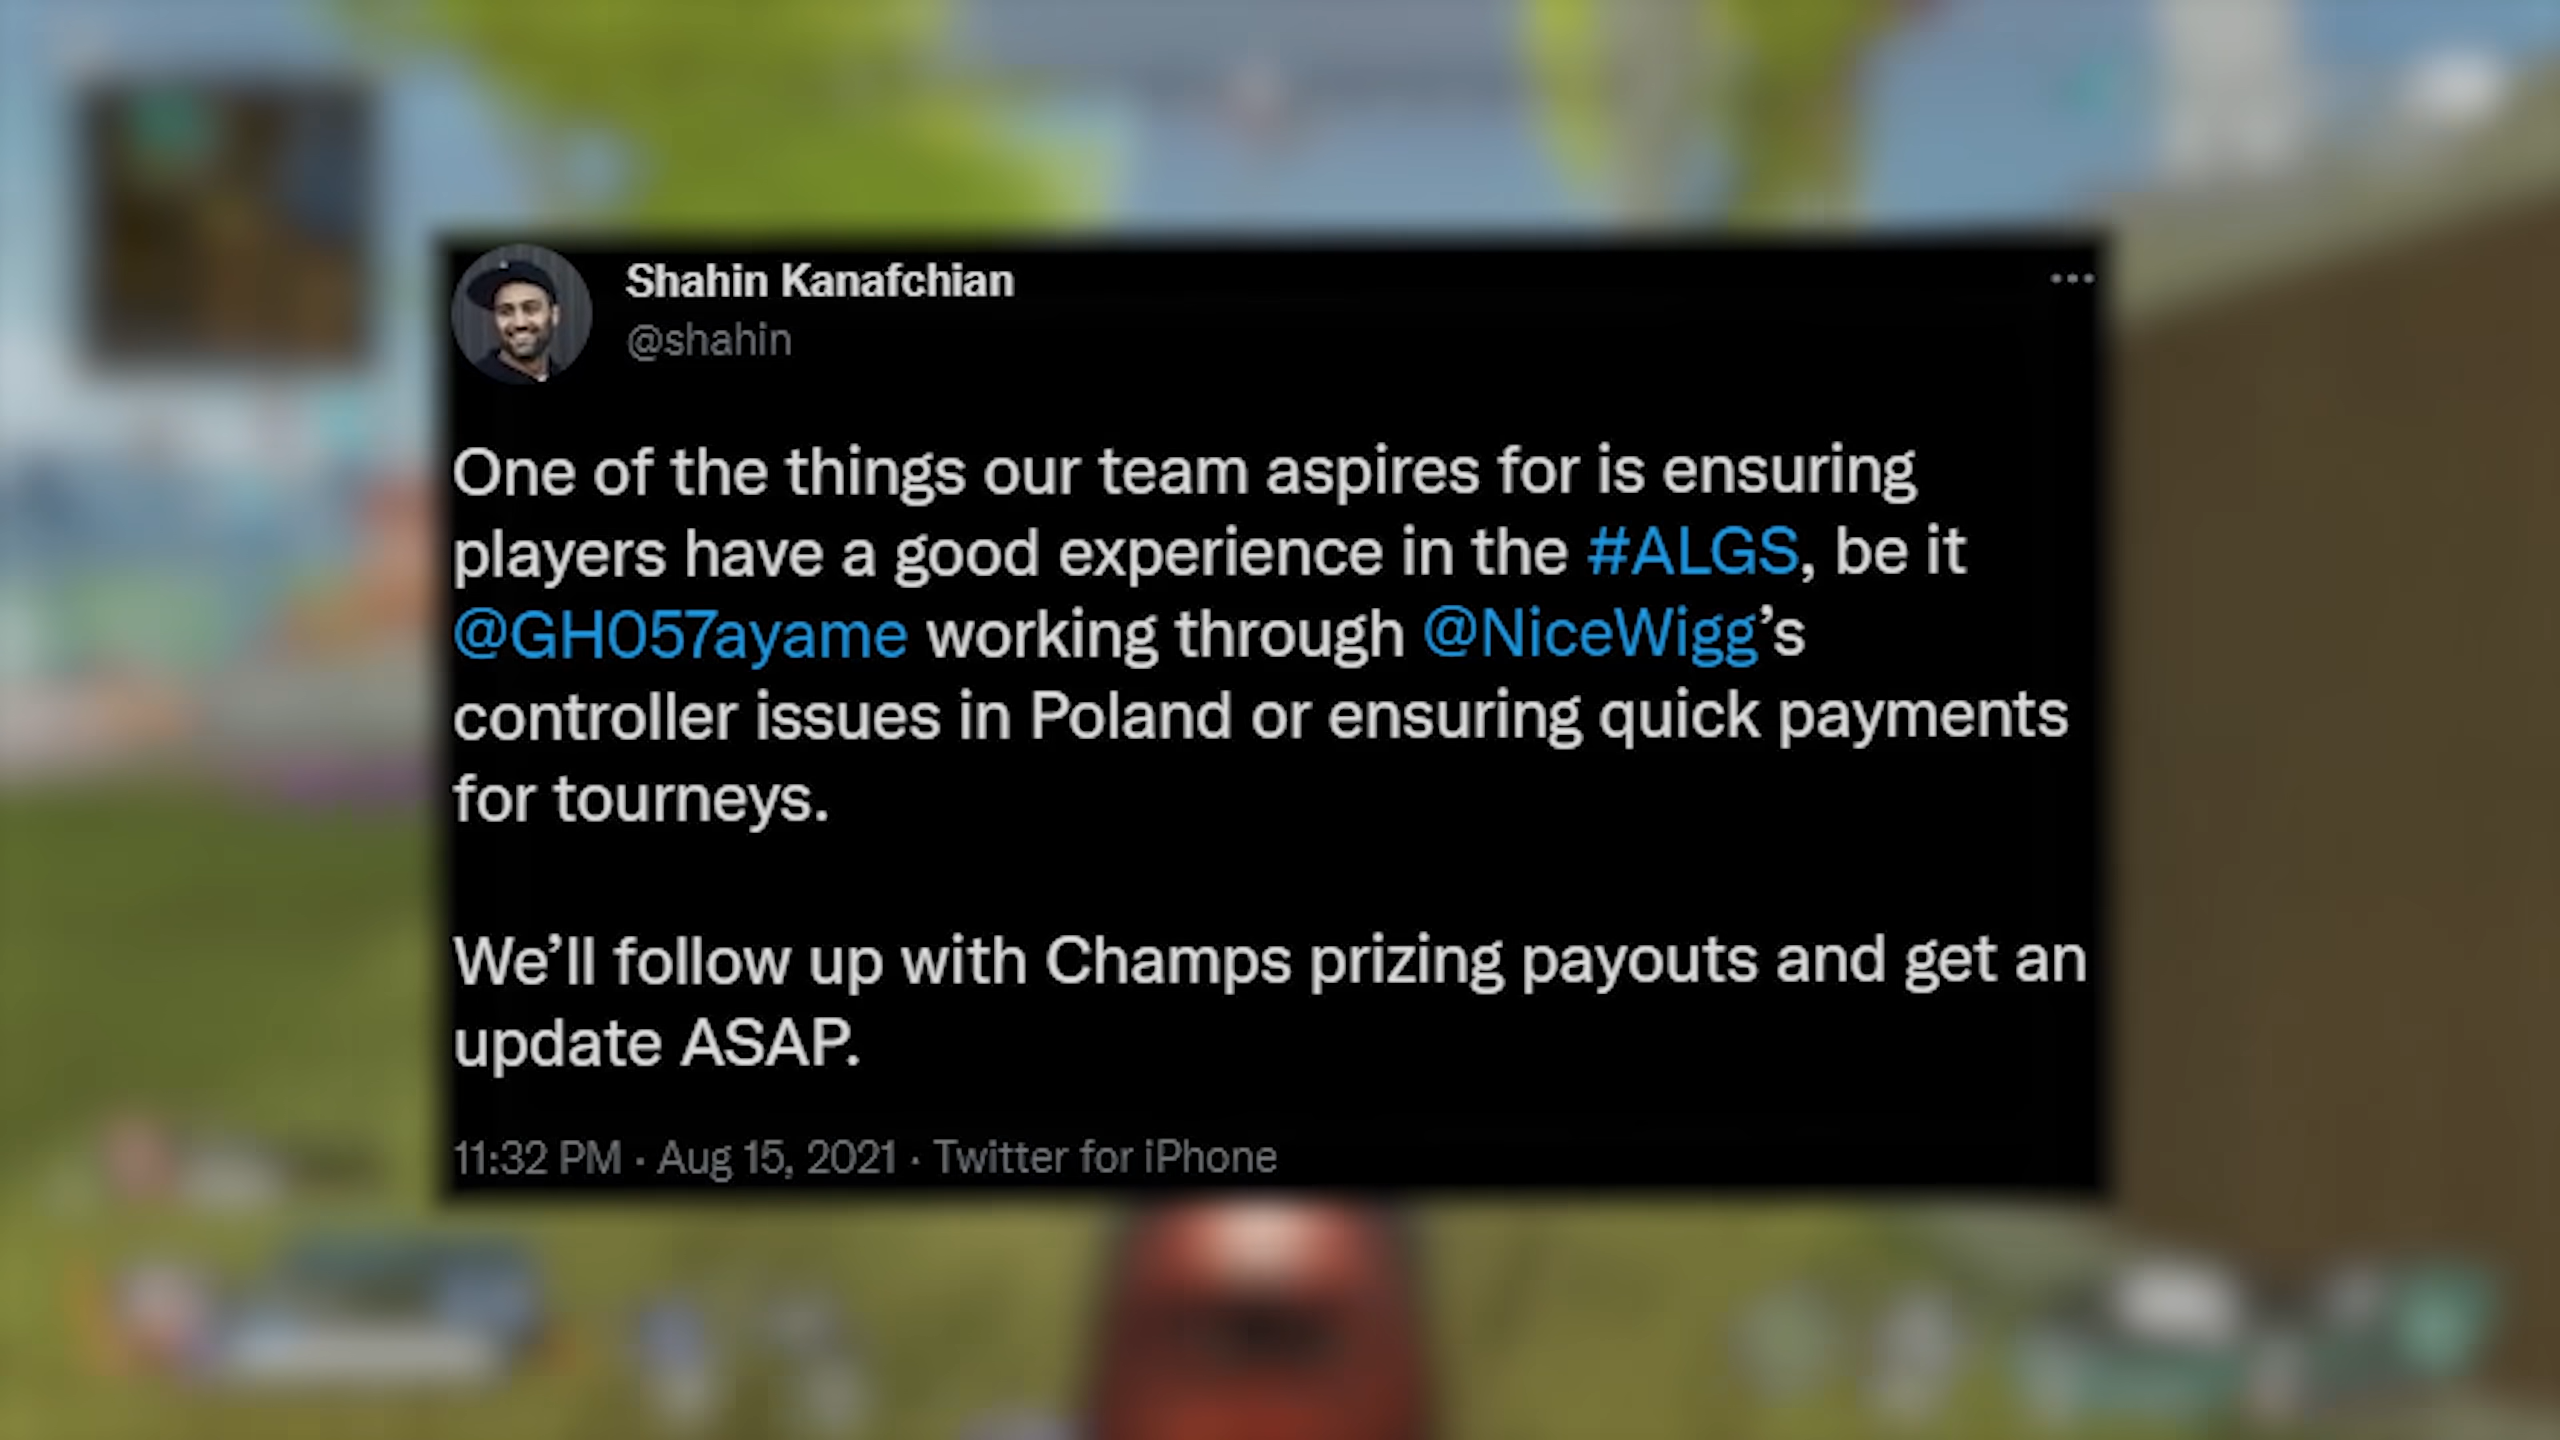 Shahin Kanafchian
@shahin
One of the things our team aspires for is ensuring
players have a good experience in the #ALGS, be it
@GH057ayame working through @NiceWigg’s
controller issues in Poland or ensuring quick payments
for tourneys.
We’ll follow up with Champs prizing payouts and get an
update ASAP.
11:32 PM · Aug 15, 2021 · Twitter for iPhone